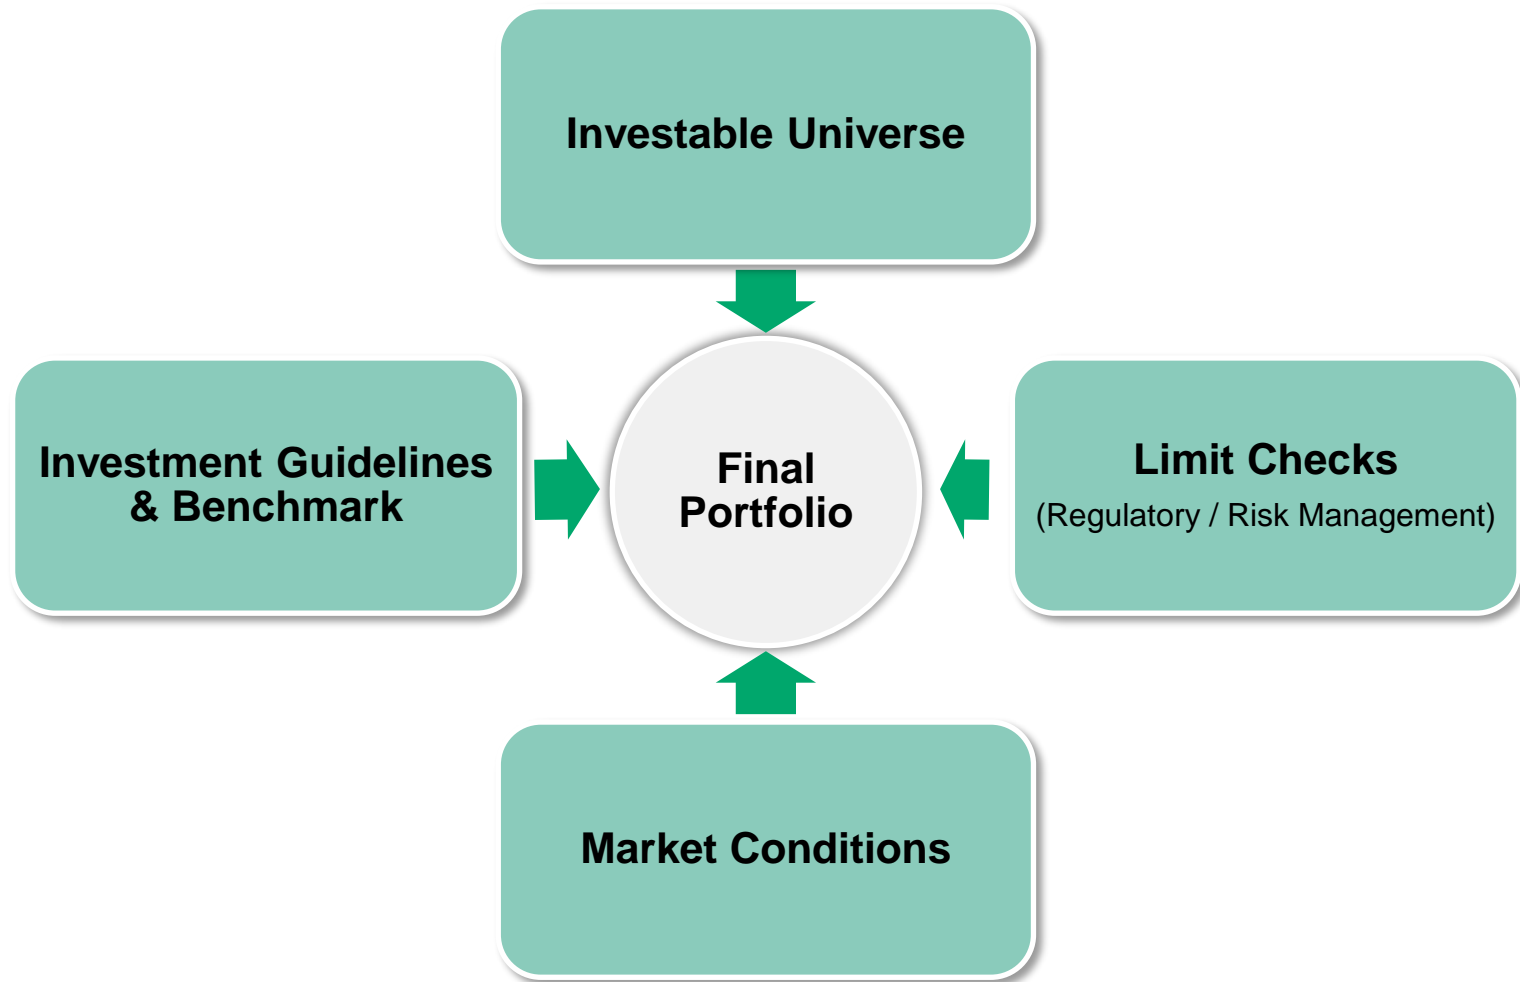 Investable Universe
Investment Guidelines
& Benchmark
Final
Portfolio
Limit Checks
(Regulatory / Risk Management)
Market Conditions